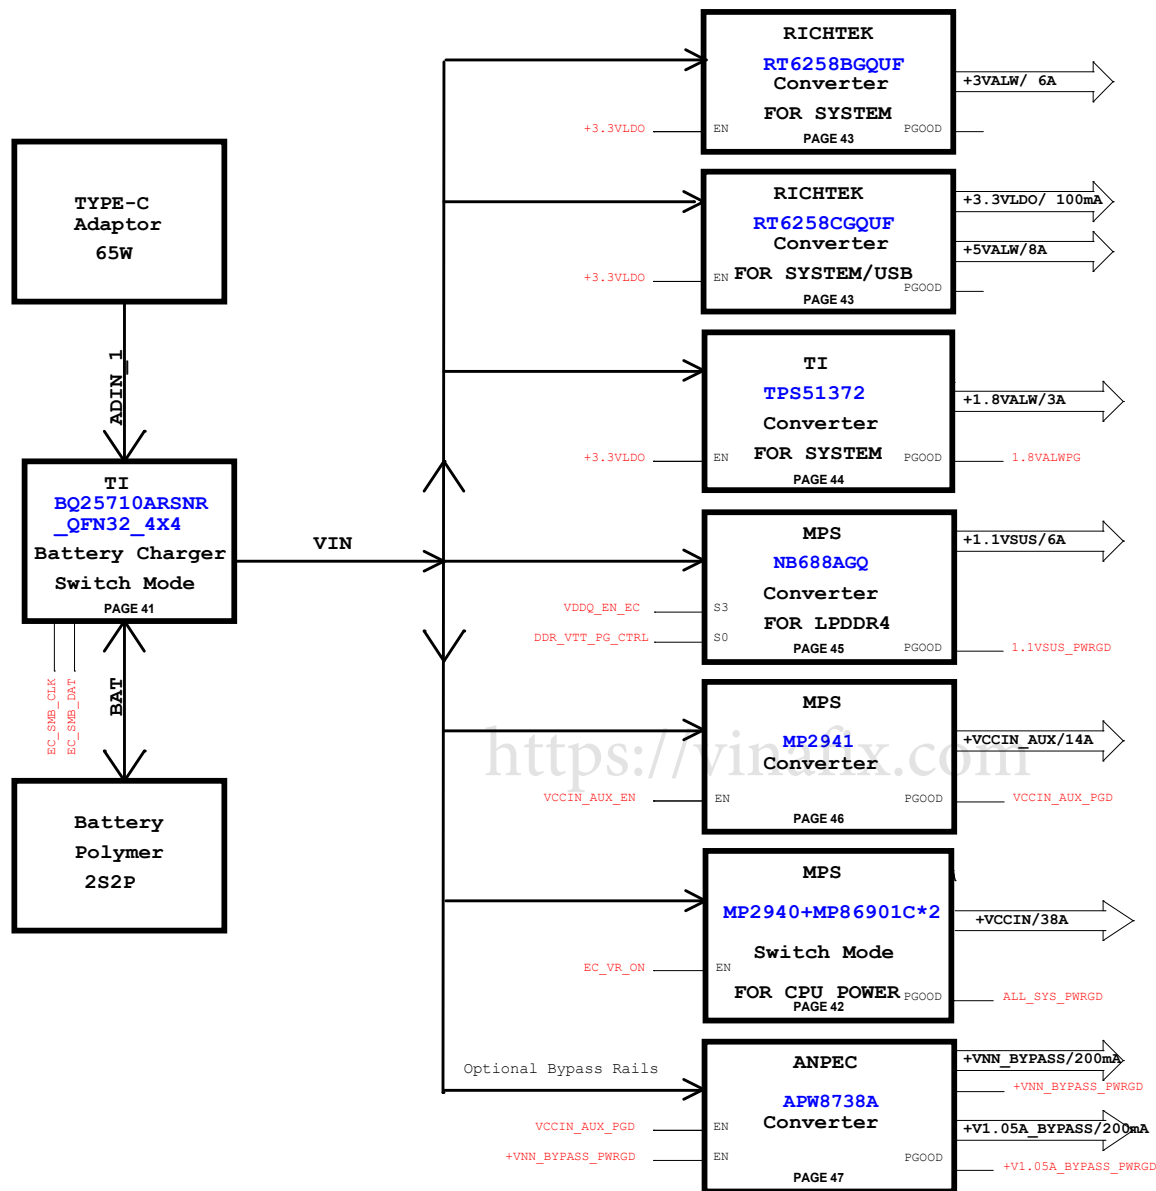 TYPE-C
Adaptor
65W
ADIN_1
TI
BQ25710ARSNR
_QFN32_4X4
Battery Charger
Switch Mode
PAGE 41
EC_SMB_CLK
EC_SMB_DAT
BAT
Battery
Polymer
2S2P
VIN
RICHTEK
RT6258BGQUF
Converter
FOR SYSTEM
PAGE 43
+3.3VLDO
EN
PGOOD
+3VALW/ 6A
RICHTEK
RT6258CGQUF
Converter
FOR SYSTEM/USB
PAGE 43
+3.3VLDO
EN
PGOOD
+3.3VLDO/ 100mA
+5VALW/8A
TI
TPS51372
Converter
FOR SYSTEM
PAGE 44
+3.3VLDO
EN
PGOOD
+1.8VALW/3A
1.8VALWPG
MPS
NB688AGQ
Converter
FOR LPDDR4
PAGE 45
VDDQ_EN_EC
S3
DDR_VTT_PG_CTRL
S0
PGOOD
+1.1VSUS/6A
1.1VSUS_PWRGD
MPS
MP2941
Converter
PAGE 46
VCCIN_AUX_EN
EN
PGOOD
+VCCIN_AUX/14A
VCCIN_AUX_PGD
https://vinafix.com
MPS
MP2940+MP86901C*2
Switch Mode
FOR CPU POWER
PAGE 42
EC_VR_ON
EN
PGOOD
+VCCIN/38A
ALL_SYS_PWRGD
Optional Bypass Rails
ANPEC
APW8738A
Converter
PAGE 47
VCCIN_AUX_PGD
EN
+VNN_BYPASS_PWRGD
EN
PGOOD
+VNN_BYPASS/200mA
+VNN_BYPASS_PWRGD
+V1.05A_BYPASS/200mA
+V1.05A_BYPASS_PWRGD